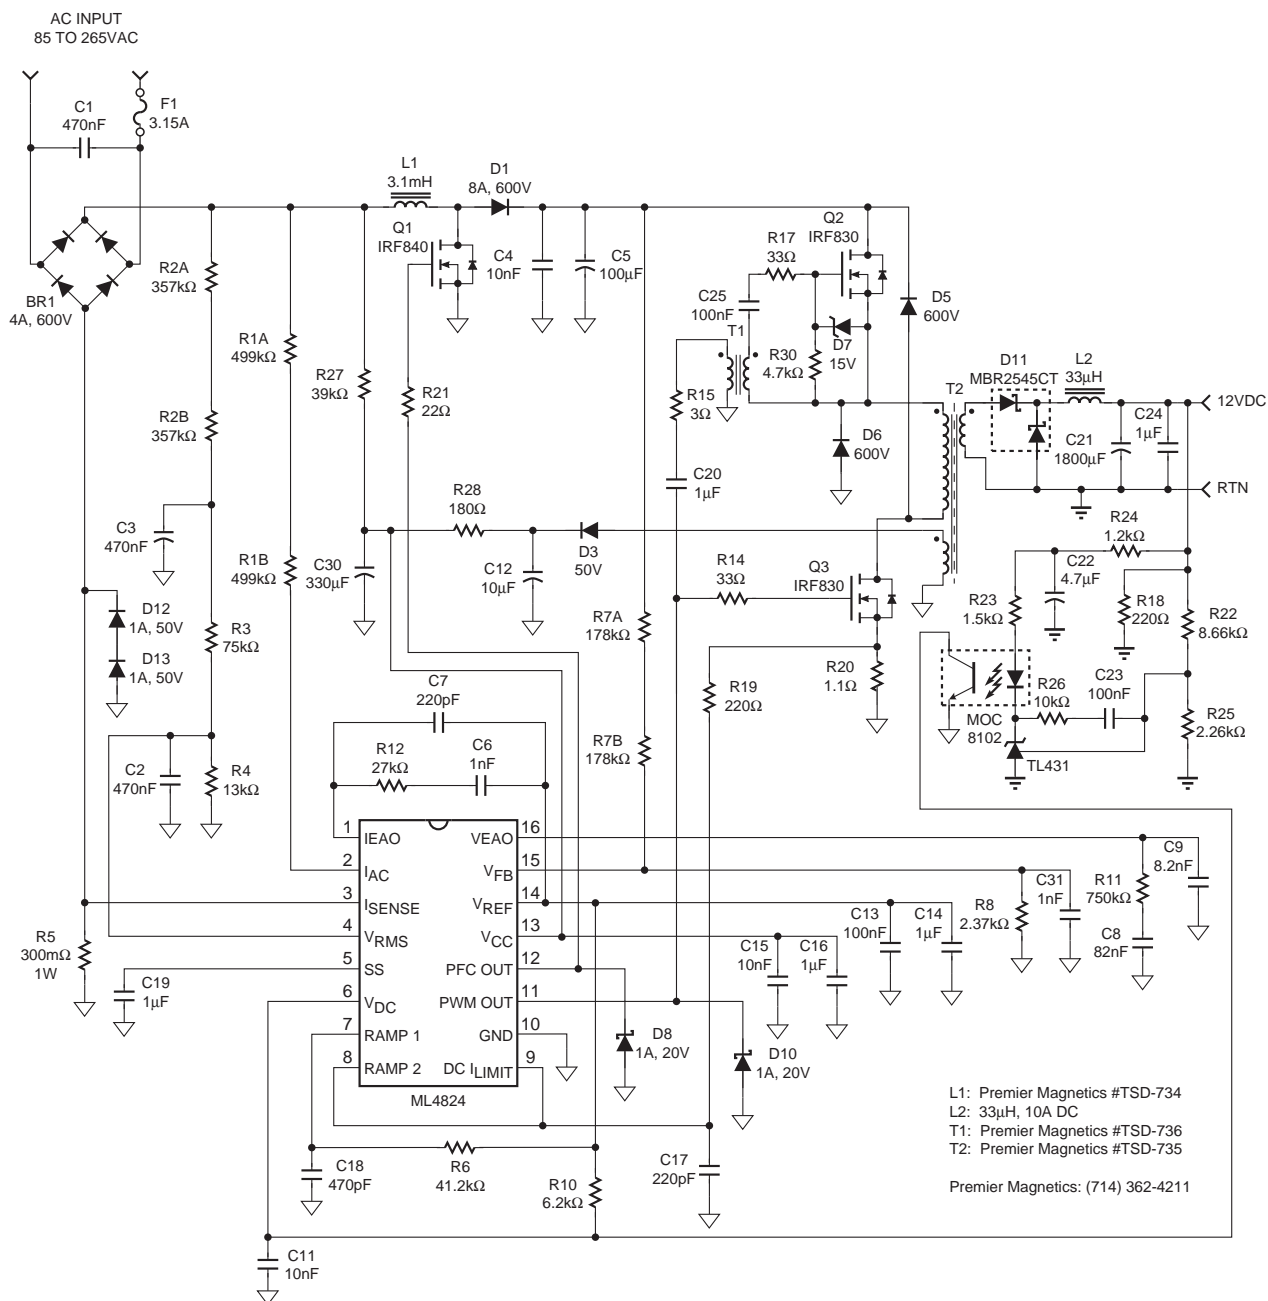 AC INPUT
85 TO 265VAC
C1
470nF
F1
3.15A
BR1
4A, 600V
R2A
357kΩ
R2B
357kΩ
C3
470nF
D12
1A, 50V
D13
1A, 50V
R3
75kΩ
C2
470nF
R4
13kΩ
R5
300mΩ
1W
C19
1µF
R1A
499kΩ
R1B
499kΩ
R27
39kΩ
C30
330µF
L1
3.1mH
Q1
IRF840
D1
8A, 600V
C4
10nF
C5
100µF
R21
22Ω
R28
180Ω
C12
10µF
D3
50V
C7
220pF
R12
27kΩ
C6
1nF
R7A
178kΩ
R7B
178kΩ
Q2
IRF830
R17
33Ω
C25
100nF
T1
D7
15V
R30
4.7kΩ
R15
3Ω
C20
1µF
D6
600V
D5
600V
R14
33Ω
Q3
IRF830
R19
220Ω
R20
1.1Ω
T2
D11
MBR2545CT
L2
33µH
C21
1800µF
C24
1µF
12VDC
RTN
R24
1.2kΩ
C22
4.7µF
R23
1.5kΩ
R18
220Ω
R22
8.66kΩ
R26
10kΩ
C23
100nF
R25
2.26kΩ
MOC
8102
TL431
1 IEAO
2 IAC
3 ISENSE
4 VRMS
5 SS
6 VDC
7 RAMP 1
8 RAMP 2
VEAO 16
VFB 15
VREF 14
VCC 13
PFC OUT 12
PWM OUT 11
GND 10
DC ILIMIT 9
ML4824
C9
8.2nF
R11
750kΩ
C8
82nF
C31
1nF
R8
2.37kΩ
C13
100nF
C14
1µF
C15
10nF
C16
1µF
D8
1A, 20V
D10
1A, 20V
C18
470pF
R6
41.2kΩ
R10
6.2kΩ
C17
220pF
C11
10nF
L1: Premier Magnetics #TSD-734
L2: 33µH, 10A DC
T1: Premier Magnetics #TSD-736
T2: Premier Magnetics #TSD-735
Premier Magnetics: (714) 362-4211